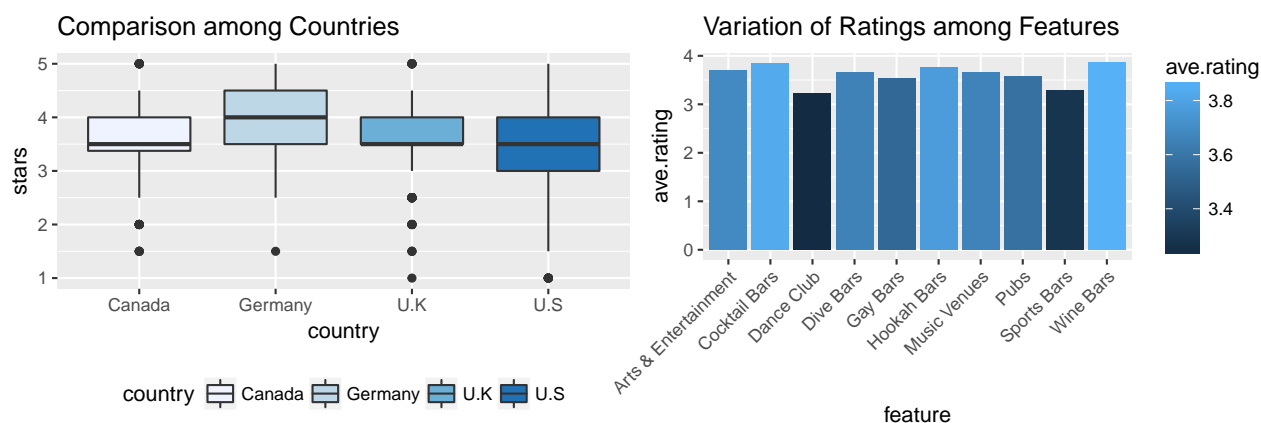 Comparison among Countries
5
4
3
2
1
stars
Canada Germany U.K U.S
country
country Canada Germany U.K U.S
Variation of Ratings among Features
4
3
2
1
0
ave.rating
Arts & Entertainment
Cocktail Bars
Dance Club
Dive Bars
Gay Bars
Hookah Bars
Music Venues
Pubs
Sports Bars
Wine Bars
feature
ave.rating
3.8
3.6
3.4